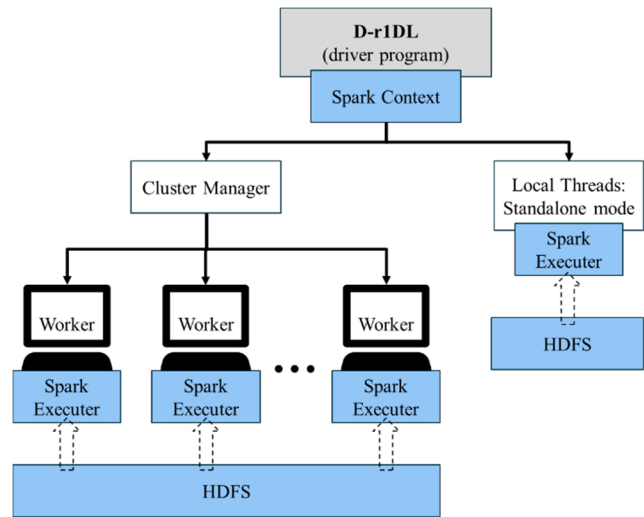 D-r1DL
(driver program)
Spark Context
Cluster Manager
Local Threads:
Standalone mode
Spark
Executer
HDFS
Worker
Worker
Worker
Spark
Executer
Spark
Executer
Spark
Executer
HDFS